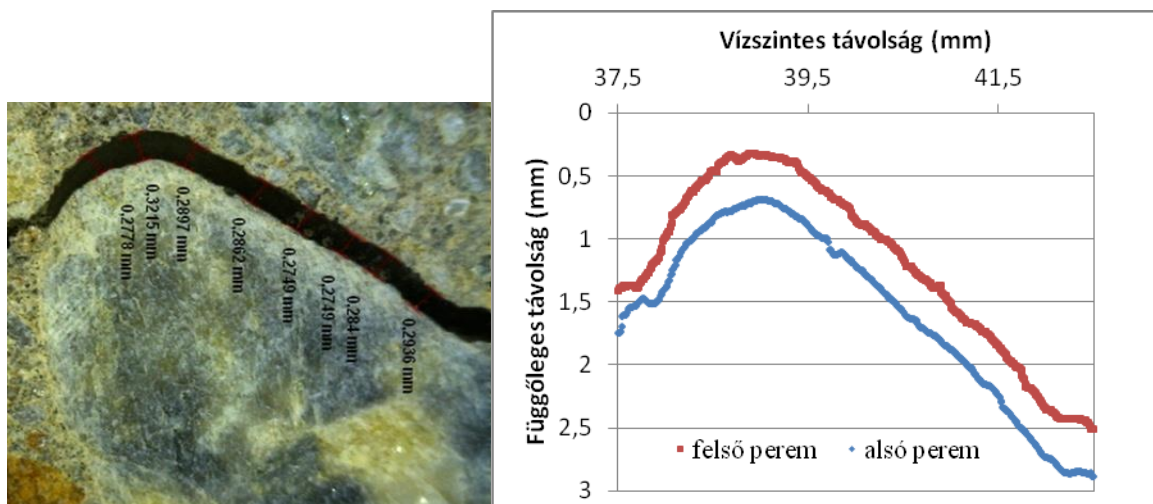 0,2778 mm
0,3215 mm
0,2897 mm
0,2862 mm
0,2749 mm
0,2749 mm
0,284 mm
0,2936 mm
Vízszintes távolság (mm)
37,5 39,5 41,5
Függőleges távolság (mm)
0
0,5
1
1,5
2
2,5
3
felső perem alsó perem